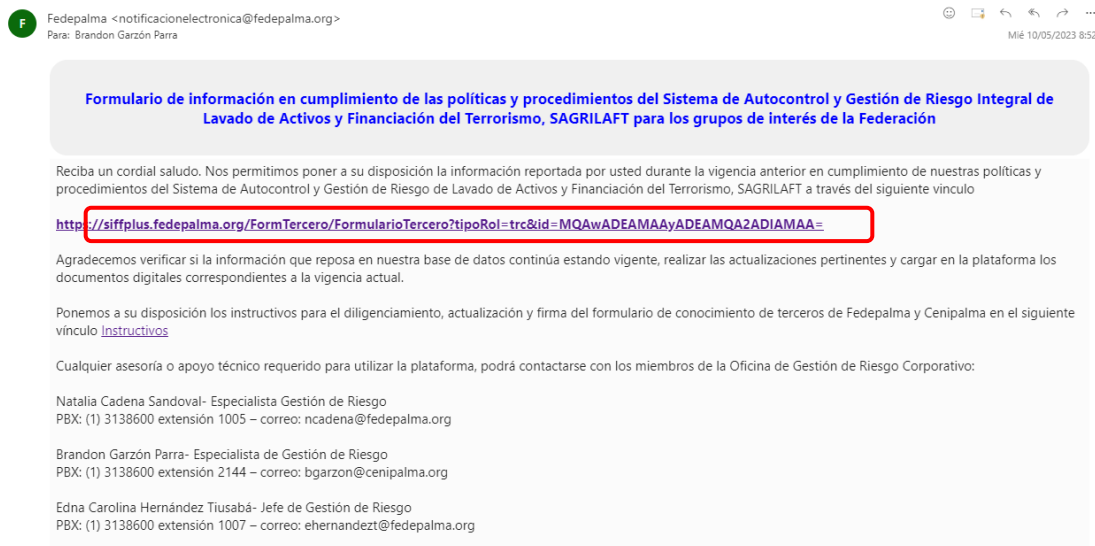 F
Fedepalma <notificacionelectronica@fedepalma.org>
Para: Brandon Garzón Parra
Mié 10/05/2023 8:52
Formulario de información en cumplimiento de las políticas y procedimientos del Sistema de Autocontrol y Gestión de Riesgo Integral de
Lavado de Activos y Financiación del Terrorismo, SAGRILAFT para los grupos de interés de la Federación
Reciba un cordial saludo. Nos permitimos poner a su disposición la información reportada por usted durante la vigencia anterior en cumplimiento de nuestras políticas y
procedimientos del Sistema de Autocontrol y Gestión de Riesgo de Lavado de Activos y Financiación del Terrorismo, SAGRILAFT a través del siguiente vinculo
https://siffplus.fedepalma.org/FormTercero/FormularioTercero?tipoRol=trc&id=MQAwADEAMAAyADEAMQA2ADIAMAA=
Agradecemos verificar si la información que reposa en nuestra base de datos continúa estando vigente, realizar las actualizaciones pertinentes y cargar en la plataforma los
documentos digitales correspondientes a la vigencia actual.
Ponemos a su disposición los instructivos para el diligenciamiento, actualización y firma del formulario de conocimiento de terceros de Fedepalma y Cenipalma en el siguiente
vínculo Instructivos
Cualquier asesoría o apoyo técnico requerido para utilizar la plataforma, podrá contactarse con los miembros de la Oficina de Gestión de Riesgo Corporativo:
Natalia Cadena Sandoval- Especialista Gestión de Riesgo
PBX: (1) 3138600 extensión 1005 – correo: ncadena@fedepalma.org
Brandon Garzón Parra- Especialista de Gestión de Riesgo
PBX: (1) 3138600 extensión 2144 – correo: bgarzon@cenipalma.org
Edna Carolina Hernández Tiusabá- Jefe de Gestión de Riesgo
PBX: (1) 3138600 extensión 1007 – correo: ehernandezt@fedepalma.org